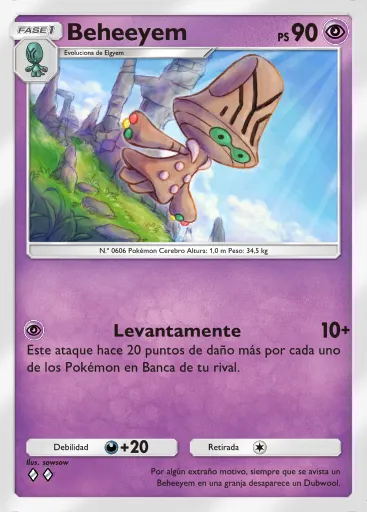 FASE 1
Beheeyem
PS 90
Evoluciona de Elgyem
N.º 0606 Pokémon Cerebro Altura: 1,0 m Peso: 34,5 kg
Levantamente 10+
Este ataque hace 20 puntos de daño más por cada uno
de los Pokémon en Banca de tu rival.
Debilidad +20
Retirada
Ilus. sowsow
Por algún extraño motivo, siempre que se avista un
Beheeyem en una granja desaparece un Dubwool.